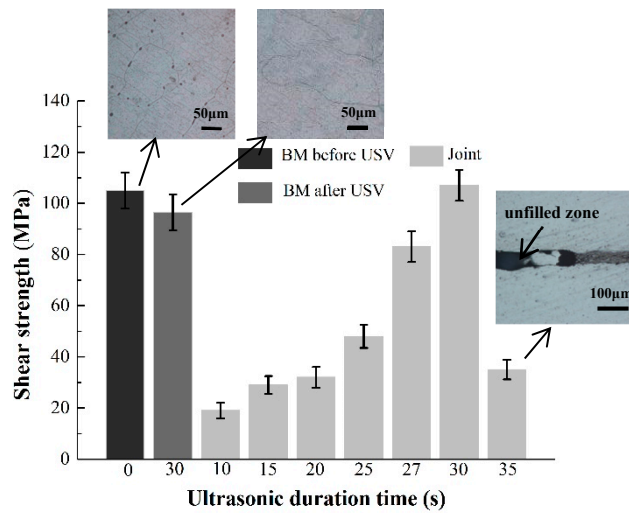 50μm
50μm
140
120
100
80
60
40
20
0
Shear strength (MPa)
BM before USV
Joint
BM after USV
unfilled zone
100μm
0 30 10 15 20 25 27 30 35
Ultrasonic duration time (s)